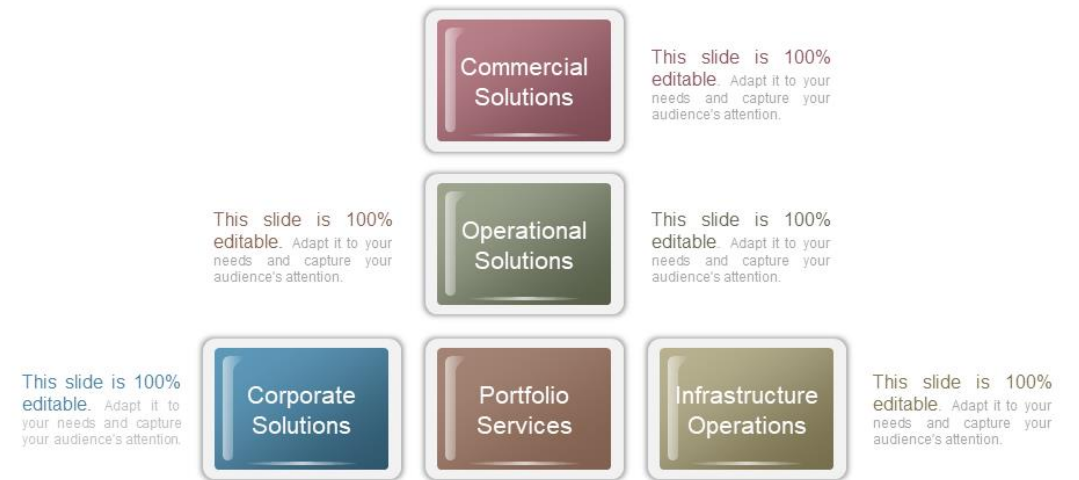 Commercial
Solutions
This slide is 100%
editable. Adapt it to your
needs and capture your
audience's attention.
This slide is 100%
editable. Adapt it to your
needs and capture your
audience's attention.
Operational
Solutions
This slide is 100%
editable. Adapt it to your
needs and capture your
audience's attention.
This slide is 100%
editable. Adapt it to
your needs and capture
your audience's attention.
Corporate
Solutions
Portfolio
Services
Infrastructure
Operations
This slide is 100%
editable. Adapt it to your
needs and capture your
audience's attention.